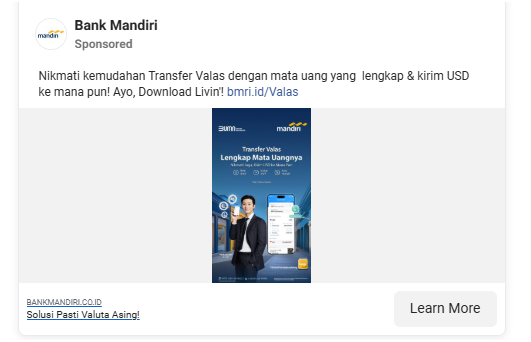 Bank Mandiri
Sponsored
mandiri
Nikmati kemudahan Transfer Valas dengan mata uang yang lengkap & kirim USD
ke mana pun! Ayo, Download Livin'! bmri.id/Valas
BUMN
mandiri
Transfer Valas
Lengkap Mata Uangnya
BANKMANDIRI.CO.ID
Solusi Pasti Valuta Asing!
Learn More